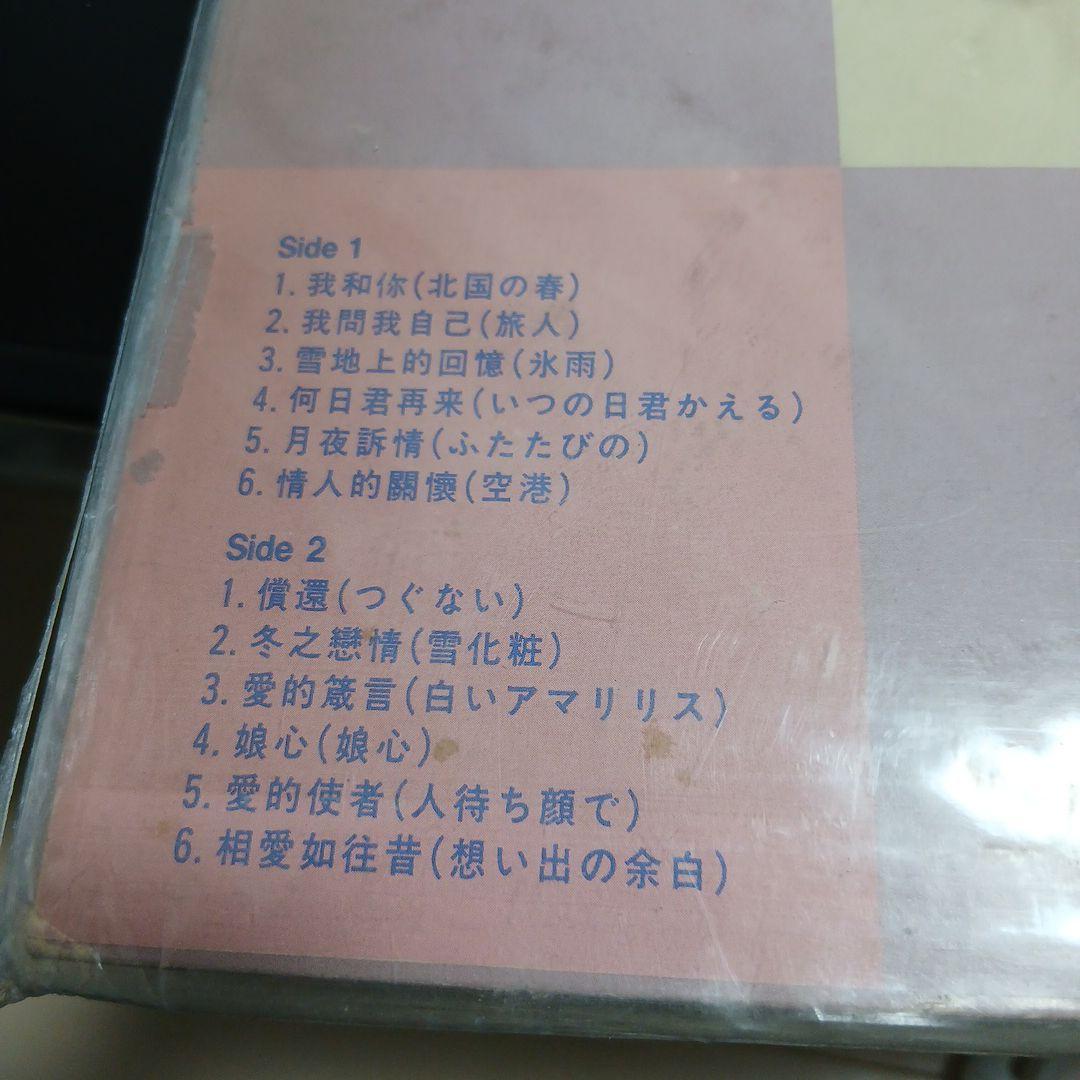 Side 1
1. 我和你(北国の春)
2. 我問我自己(旅人)
3. 雪地上的回憶(氷雨)
4. 何日君再来(いつの日君かえる)
5. 月夜訴情(ふたたびの)
6. 情人的關懷(空港)
Side 2
1. 償還(つぐない)
2. 冬之戀情(雪化粧)
3. 愛的箴言(白いアマリリス)
4. 娘心(娘心)
5. 愛的使者(人待ち顔で)
6. 相愛如往昔(想い出の余白)